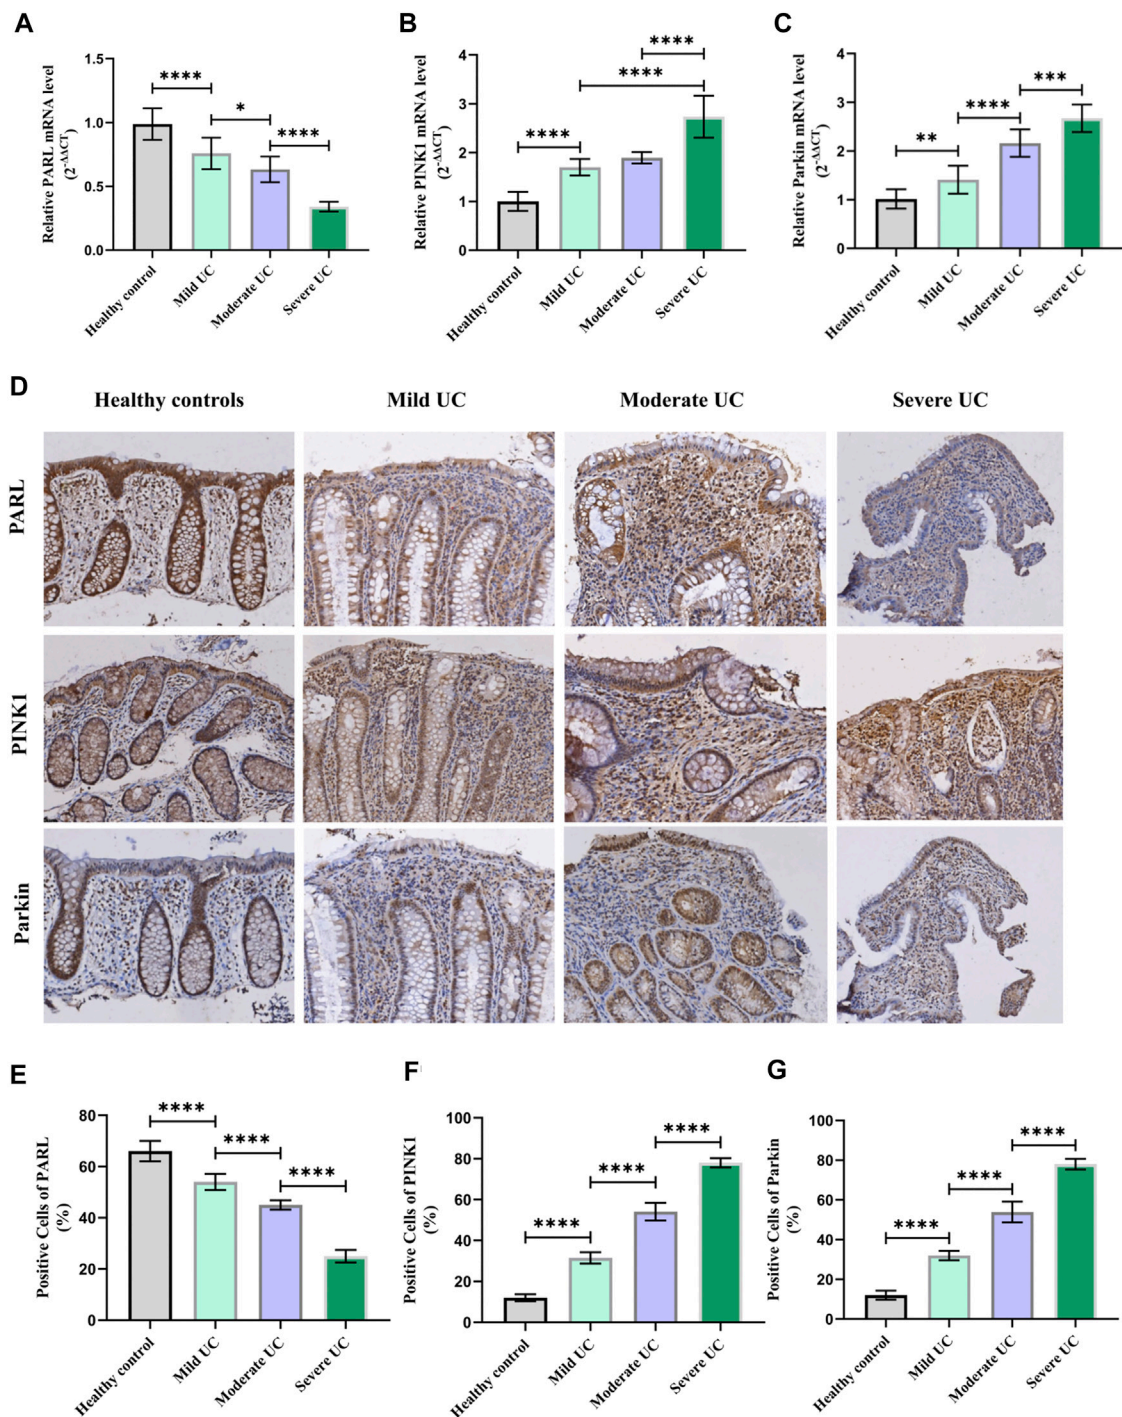 A
B
C
Relative PARL mRNA level
(2^-ΔΔCT)
1.5
1.0
0.5
0.0
****
*
****
Healthy control
Mild UC
Moderate UC
Severe UC
Relative PINK1 mRNA level
(2^-ΔΔCT)
4
3
2
1
0
****
****
****
Healthy control
Mild UC
Moderate UC
Severe UC
Relative Parkin mRNA level
(2^-ΔΔCT)
4
3
2
1
0
**
****
***
Healthy control
Mild UC
Moderate UC
Severe UC
D
Healthy controls
Mild UC
Moderate UC
Severe UC
PARL
PINK1
Parkin
E
F
G
Positive Cells of PARL
(%)
80
60
40
20
0
****
****
****
Healthy control
Mild UC
Moderate UC
Severe UC
Positive Cells of PINK1
(%)
100
80
60
40
20
0
****
****
****
Healthy control
Mild UC
Moderate UC
Severe UC
Positive Cells of Parkin
(%)
100
80
60
40
20
0
****
****
****
Healthy control
Mild UC
Moderate UC
Severe UC